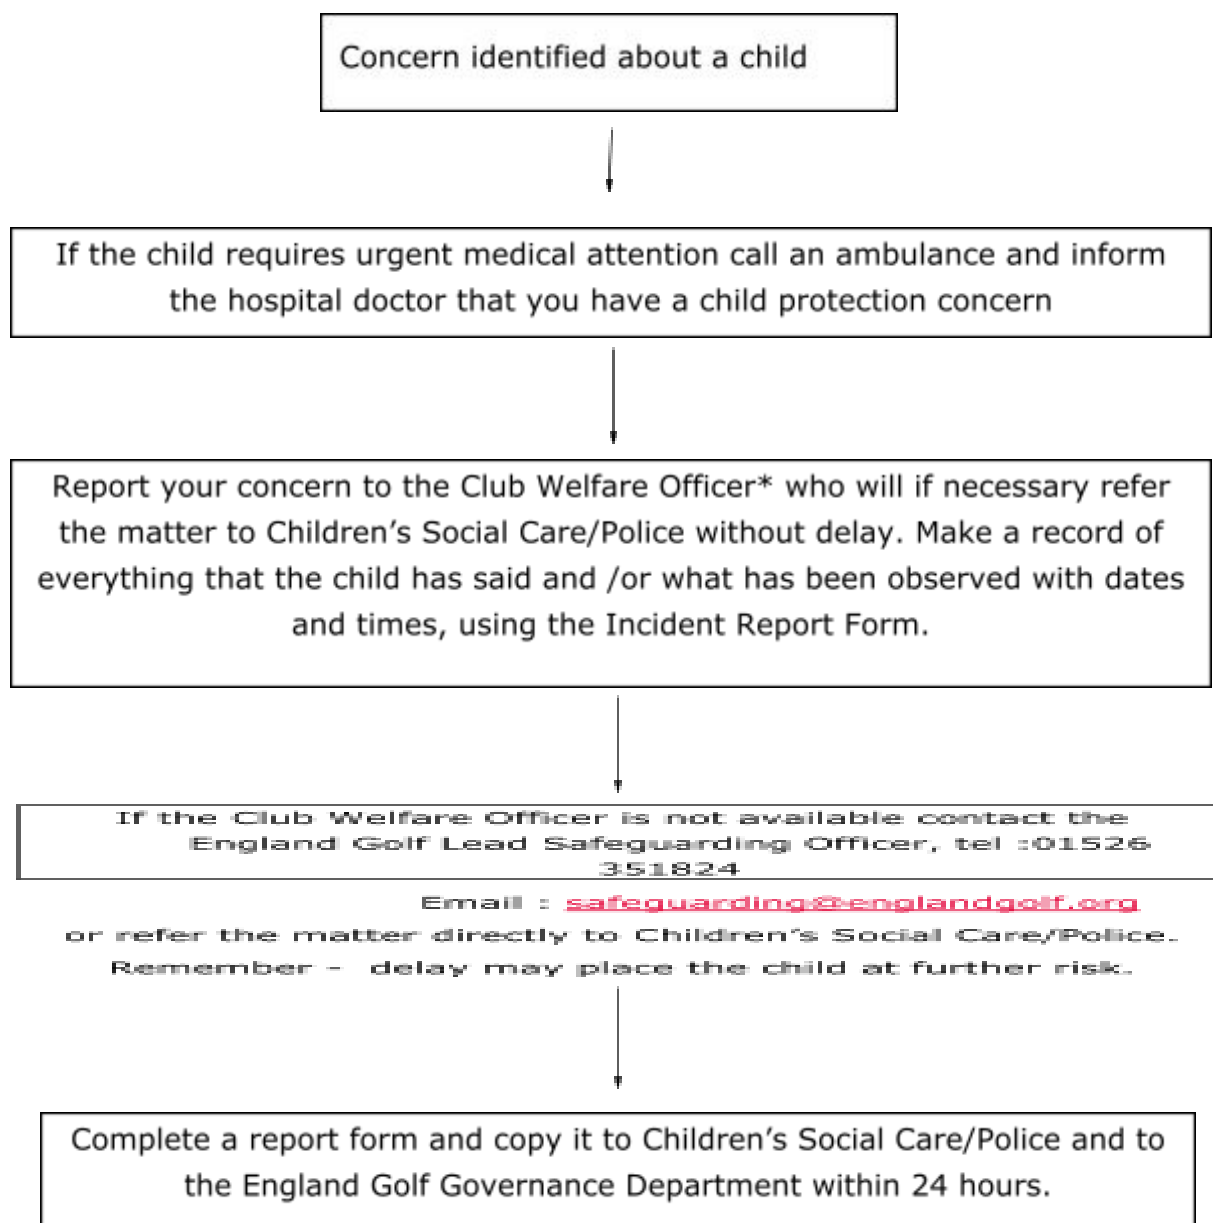 Concern identified about a child
If the child requires urgent medical attention call an ambulance and inform
the hospital doctor that you have a child protection concern
Report your concern to the Club Welfare Officer* who will if necessary refer
the matter to Children’s Social Care/Police without delay. Make a record of
everything that the child has said and /or what has been observed with dates
and times, using the Incident Report Form.
If the Club Welfare Officer is not available contact the
England Golf Lead Safeguarding Officer, tel :01526
351824
Email : safeguarding@englandgolf.org
or refer the matter directly to Children’s Social Care/Police.
Remember – delay may place the child at further risk.
Complete a report form and copy it to Children’s Social Care/Police and to
the England Golf Governance Department within 24 hours.